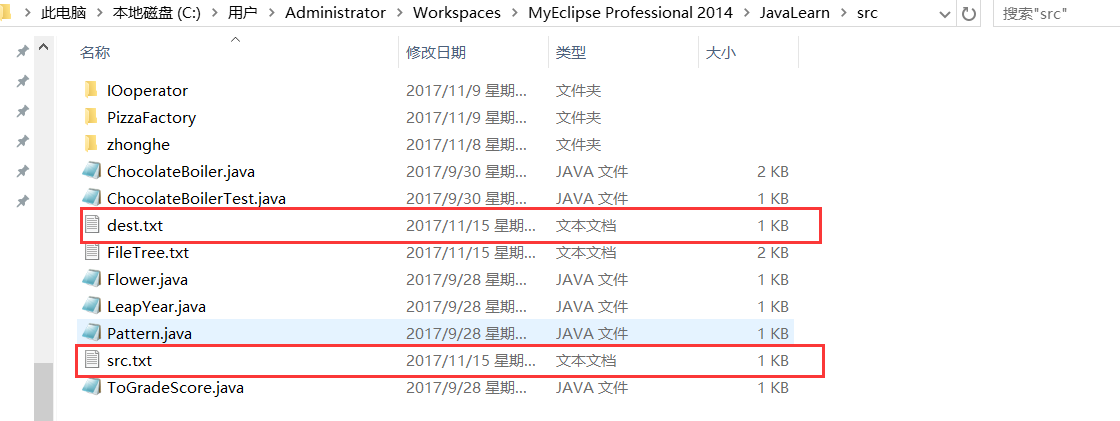 此电脑 > 本地磁盘 (C:) > 用户 > Administrator > Workspaces > MyEclipse Professional 2014 > JavaLearn > src 搜索"src"
名称 修改日期 类型 大小
IOoperator 2017/11/9 星期... 文件夹
PizzaFactory 2017/11/9 星期... 文件夹
zhonghe 2017/11/8 星期... 文件夹
ChocolateBoiler.java 2017/9/30 星期... JAVA 文件 2 KB
ChocolateBoilerTest.java 2017/9/30 星期... JAVA 文件 1 KB
dest.txt 2017/11/15 星期... 文本文档 1 KB
FileTree.txt 2017/11/15 星期... 文本文档 2 KB
Flower.java 2017/9/28 星期... JAVA 文件 1 KB
LeapYear.java 2017/9/28 星期... JAVA 文件 1 KB
Pattern.java 2017/9/28 星期... JAVA 文件 1 KB
src.txt 2017/11/15 星期... 文本文档 1 KB
ToGradeScore.java 2017/9/28 星期... JAVA 文件 1 KB